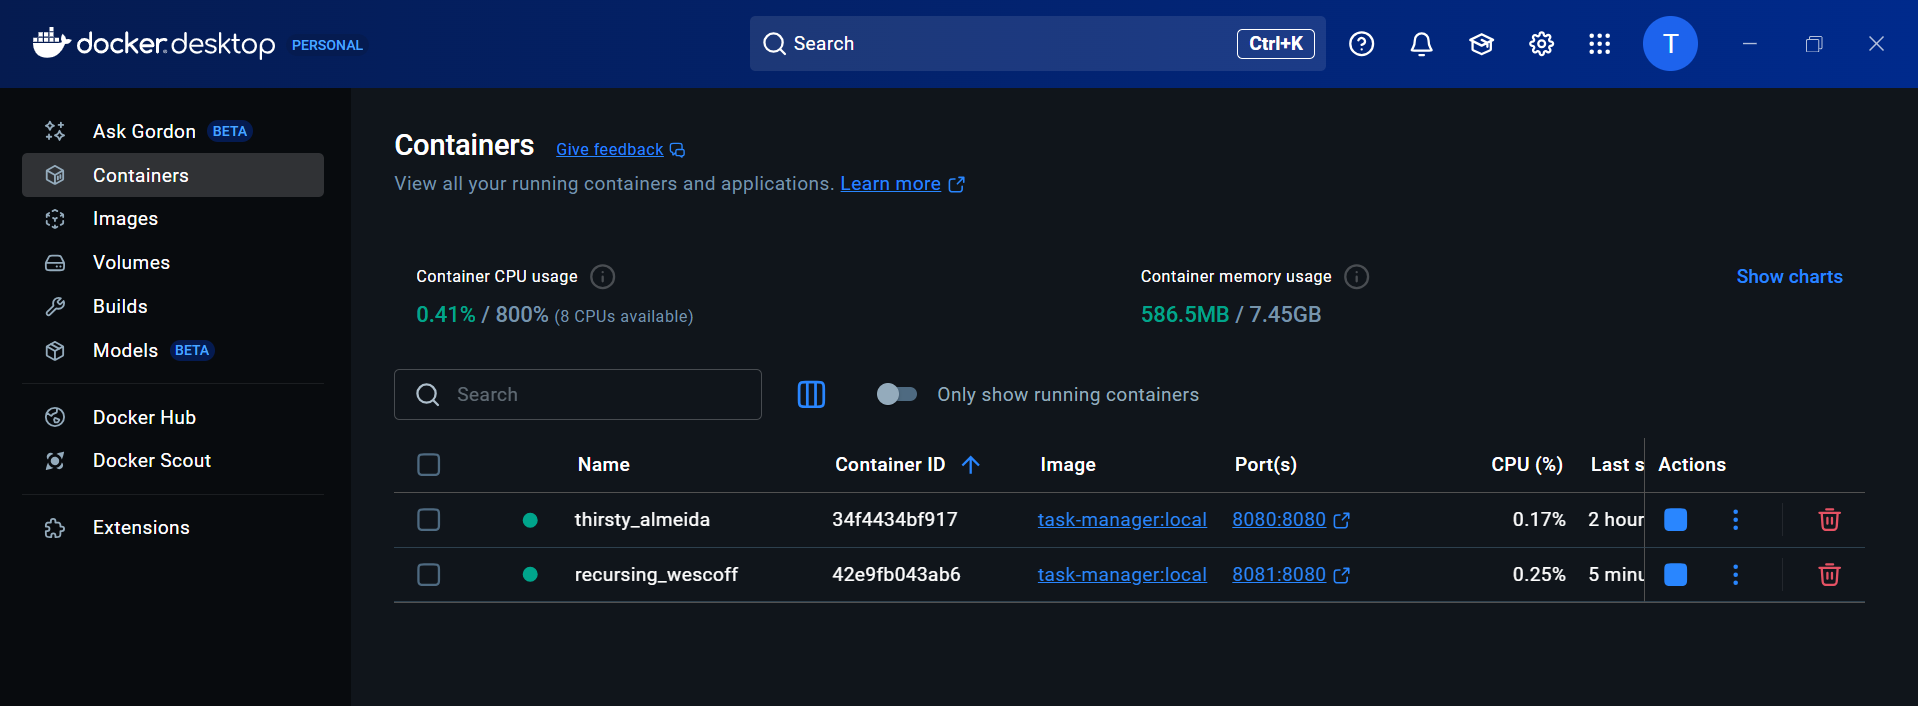 docker desktop PERSONAL
Search Ctrl+K
T
Ask Gordon BETA
Containers
Images
Volumes
Builds
Models BETA
Docker Hub
Docker Scout
Extensions
Containers Give feedback
View all your running containers and applications. Learn more
Container CPU usage
0.41% / 800% (8 CPUs available)
Container memory usage
586.5MB / 7.45GB
Show charts
Search
Only show running containers
Name Container ID Image Port(s) CPU (%) Last s Actions
thirsty_almeida 34f4434bf917 task-manager:local 8080:8080 0.17% 2 hour
recursing_wescoff 42e9fb043ab6 task-manager:local 8081:8080 0.25% 5 minu